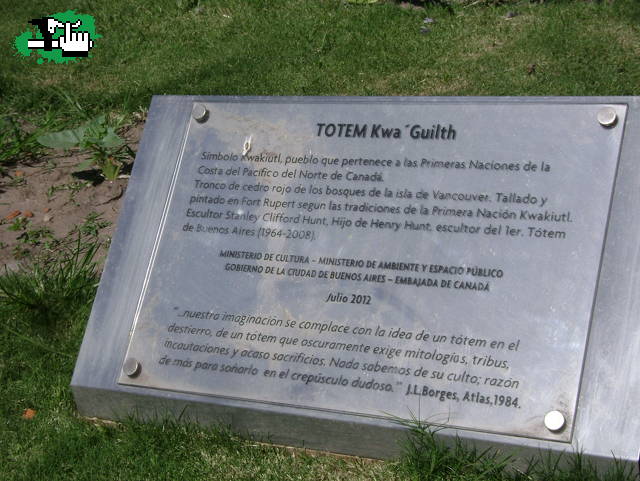 TOTEM Kwa´Guilth
Símbolo Kwakiutl, pueblo que pertenece a las Primeras Naciones de la
Costa del Pacífico del Norte de Canadá.
Tronco de cedro rojo de los bosques de la isla de Vancouver. Tallado y
pintado en Fort Rupert segun las tradiciones de la Primera Nación Kwakiutl.
Escultor Stanley Clifford Hunt, Hijo de Henry Hunt, escultor del 1er. Tótem
de Buenos Aires (1964-2008).
MINISTERIO DE CULTURA - MINISTERIO DE AMBIENTE Y ESPACIO PÚBLICO
GOBIERNO DE LA CIUDAD DE BUENOS AIRES - EMBAJADA DE CANADÁ
Julio 2012
"...nuestra imaginación se complace con la idea de un tótem en el
destierro, de un tótem que oscuramente exige mitologías, tribus,
incautaciones y acaso sacrificios. Nada sabemos de su culto; razón
de más para soñarlo en el crepúsculo dudoso." J.L.Borges, Atlas,1984.